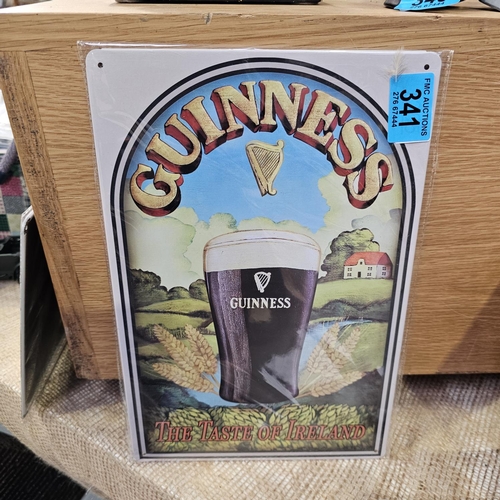 GUINNESS
GUINNESS
THE TASTE OF IRELAND
FMC AUCTIONS
276 67444
341